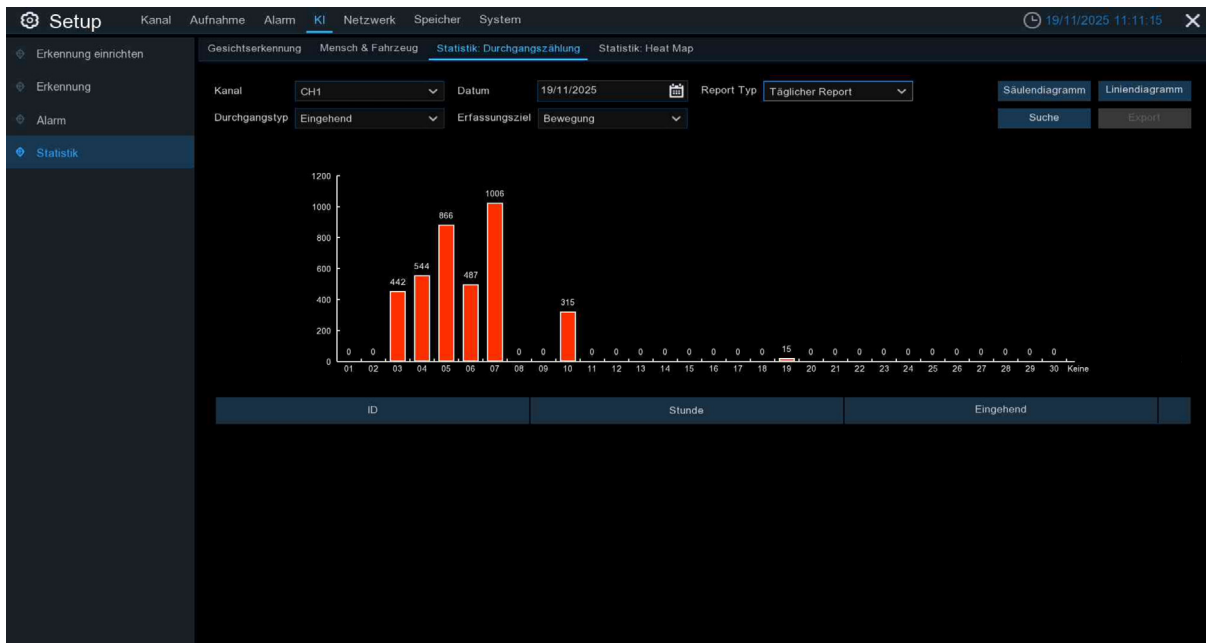 Setup Kanal Aufnahme Alarm KI Netzwerk Speicher System 19/11/2025 11:11:15
Erkennung einrichten
Erkennung
Alarm
Statistik
Gesichtserkennung Mensch & Fahrzeug Statistik: Durchgangszählung Statistik: Heat Map
Kanal CH1 Datum 19/11/2025 Report Typ Täglicher Report Säulendiagramm Liniendiagramm
Durchgangstyp Eingehend Erfassungsziel Bewegung Suche Export
1200
1000
800
600
400
200
0
0 0 442 544 866 487 1006 0 0 315 0 0 0 0 0 0 0 0 15 0 0 0 0 0 0 0 0 0 0 0
01 02 03 04 05 06 07 08 09 10 11 12 13 14 15 16 17 18 19 20 21 22 23 24 25 26 27 28 29 30 Keine
ID Stunde Eingehend